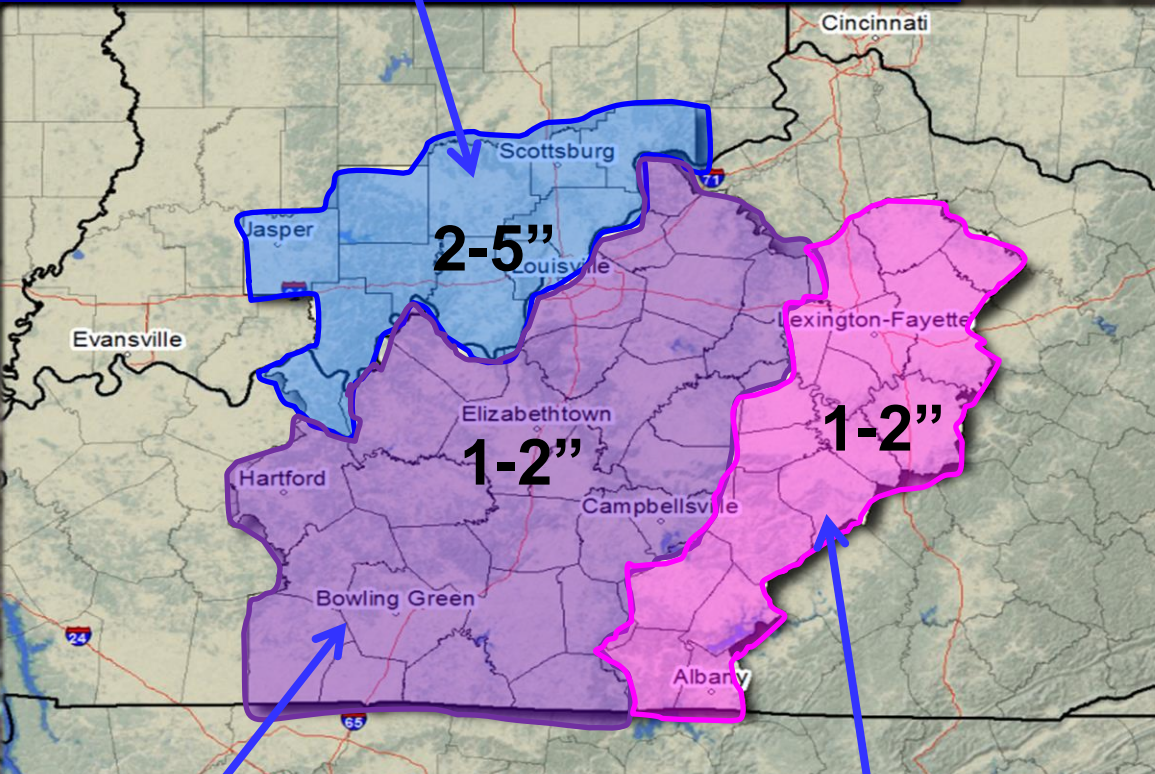 Cincinnati
Scottsburg
71
Jasper
2-5”
Louisville
Lexington-Fayette
Evansville
Elizabethtown
1-2”
1-2”
Hartford
Campbellsville
Bowling Green
24
Albany
65